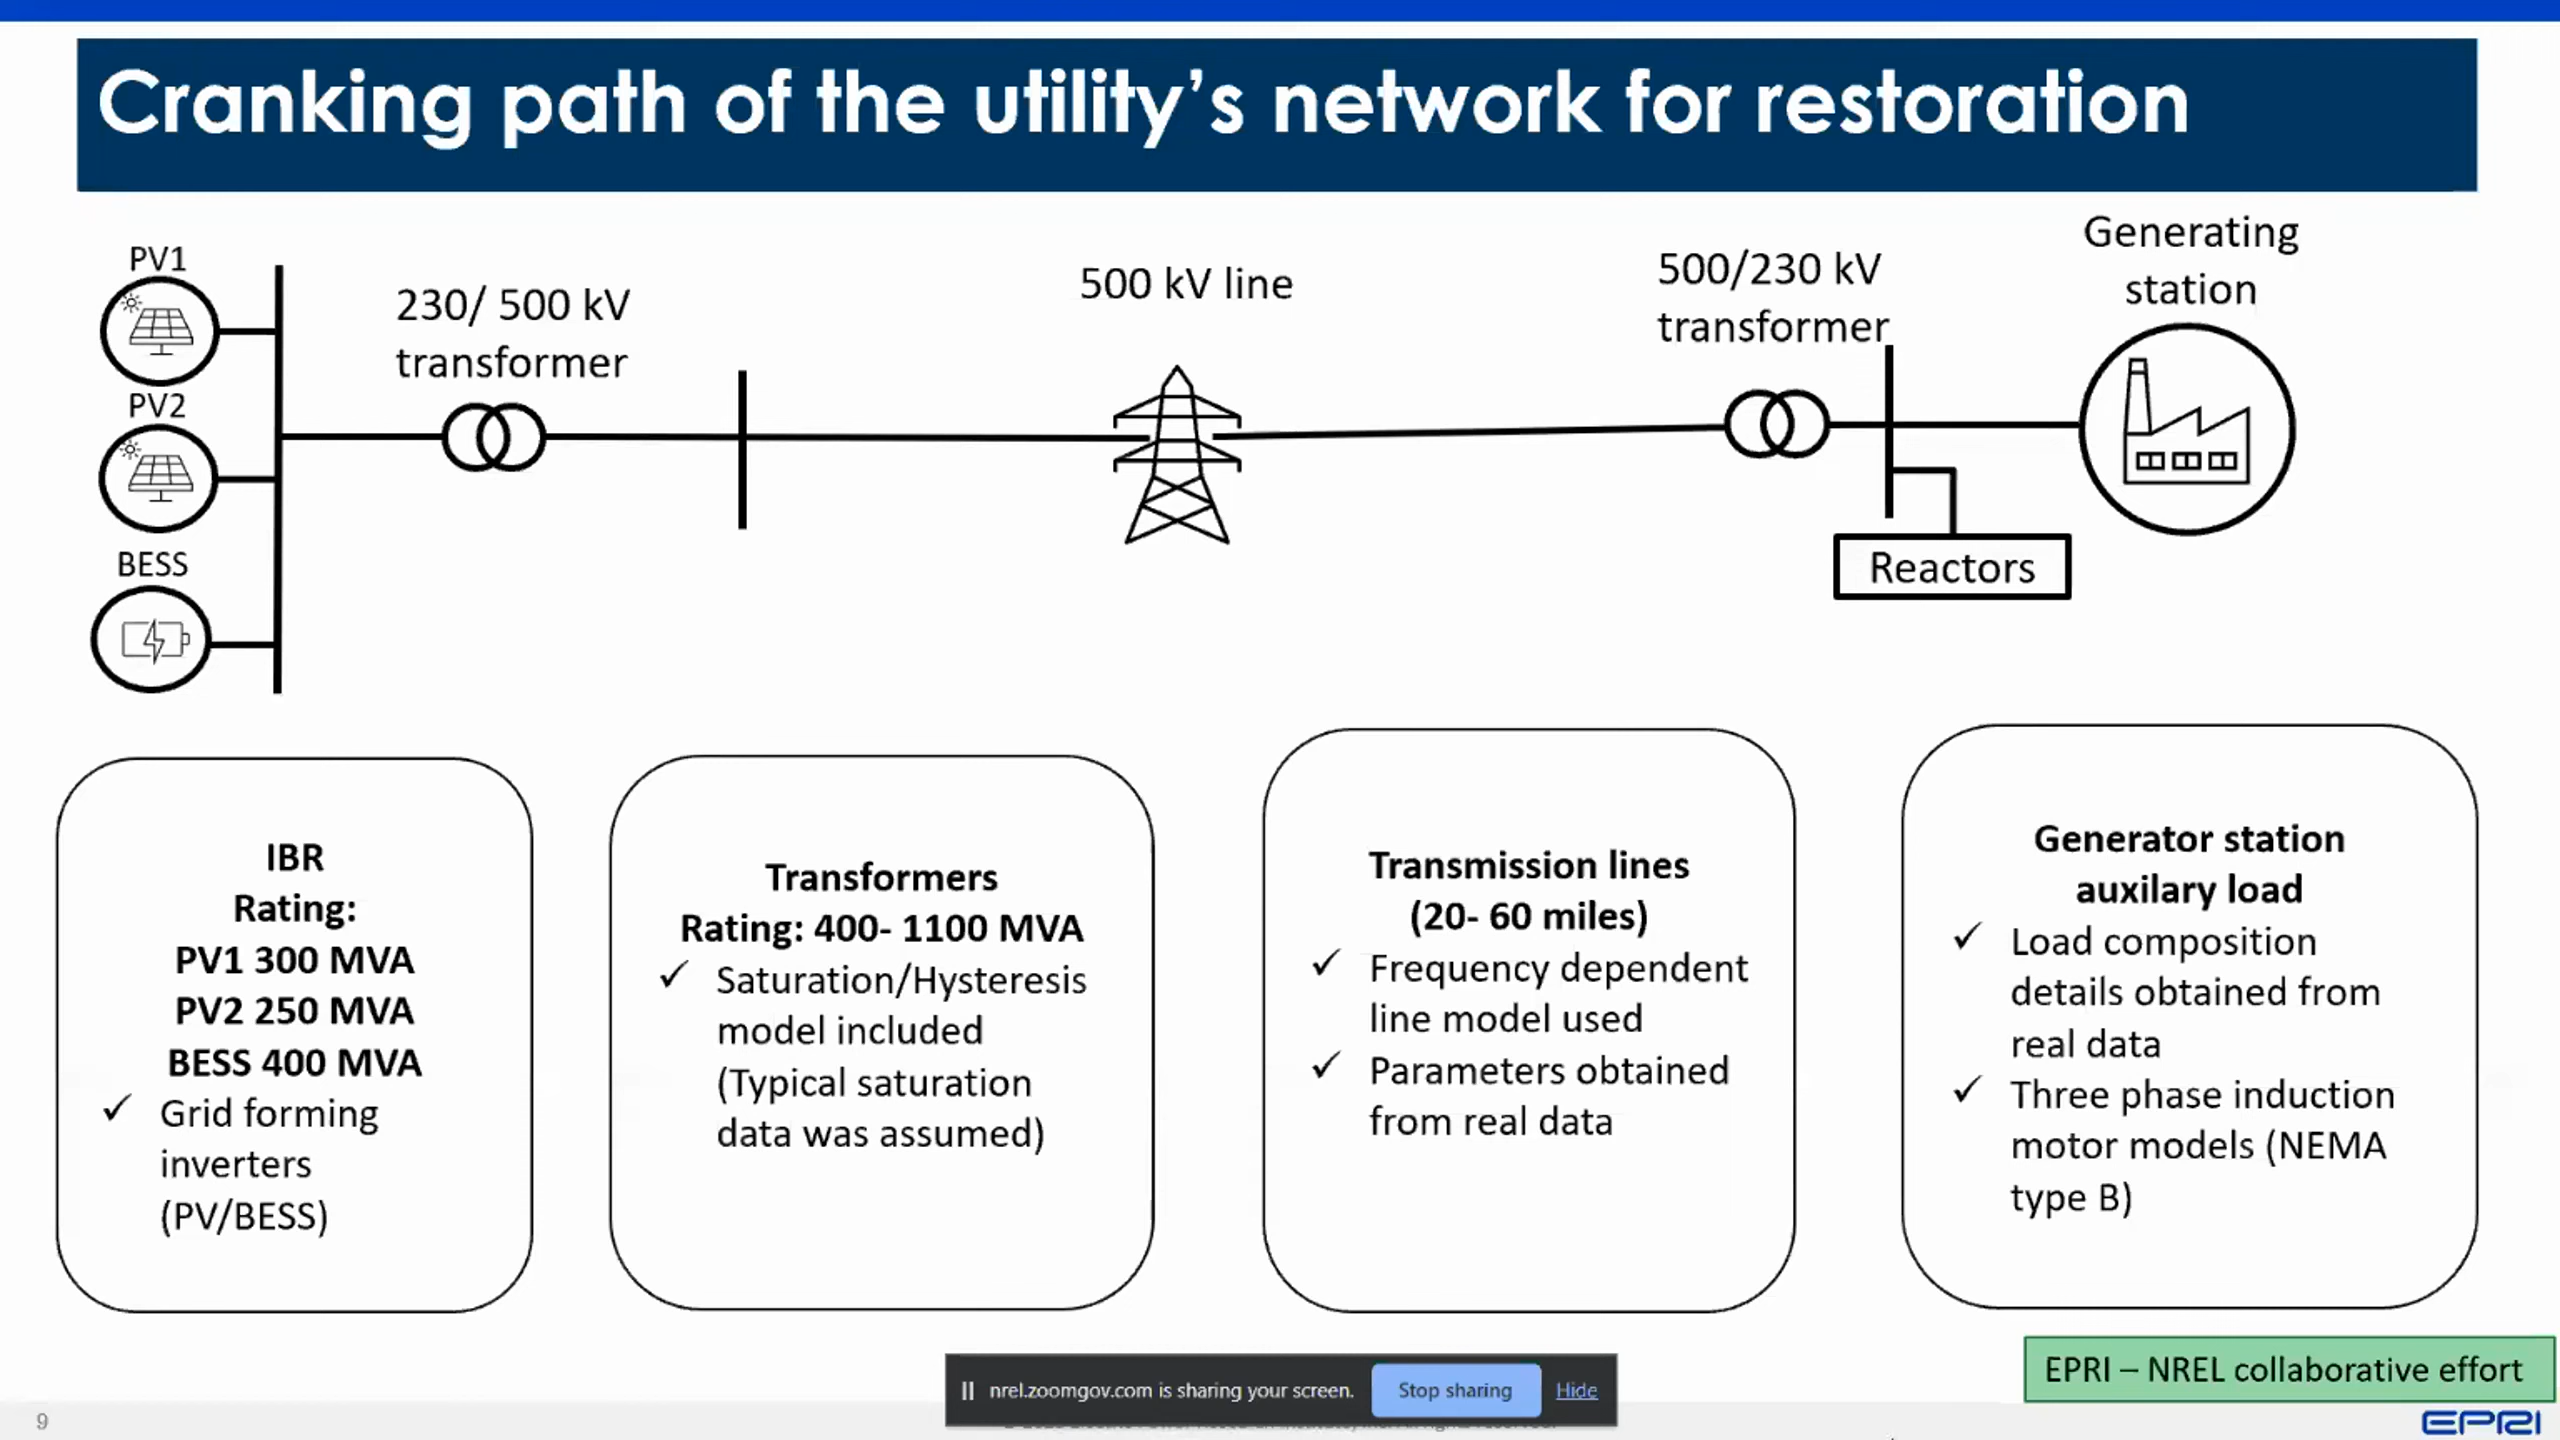 Cranking path of the utility’s network for restoration
PV1
PV2
BESS
230/ 500 kV
transformer
500 kV line
500/230 kV
transformer
Generating
station
Reactors
IBR
Rating:
PV1 300 MVA
PV2 250 MVA
BESS 400 MVA
✓ Grid forming
inverters
(PV/BESS)
Transformers
Rating: 400- 1100 MVA
✓ Saturation/Hysteresis
model included
(Typical saturation
data was assumed)
Transmission lines
(20- 60 miles)
✓ Frequency dependent
line model used
✓ Parameters obtained
from real data
Generator station
auxilary load
✓ Load composition
details obtained from
real data
✓ Three phase induction
motor models (NEMA
type B)
EPRI – NREL collaborative effort
nrel.zoomgov.com is sharing your screen.
Stop sharing
Hide
9
EPRI